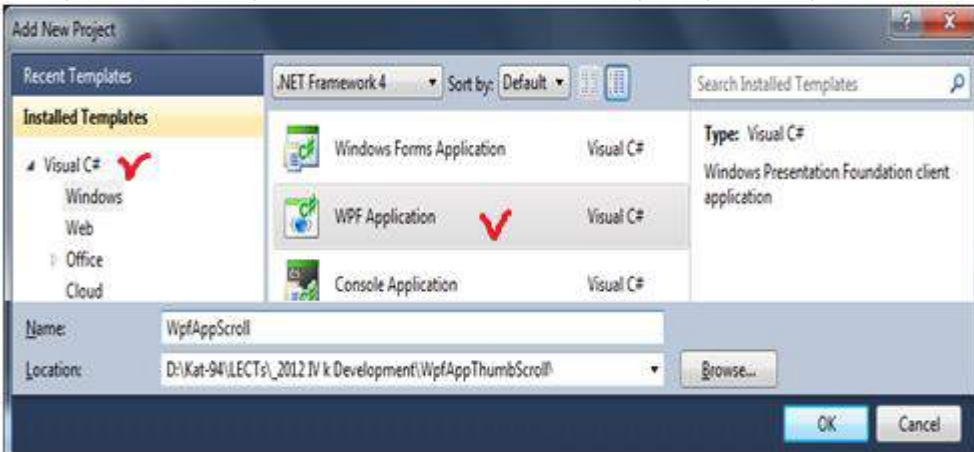 Add New Project
Recent Templates
Installed Templates
Visual C#
Windows
Web
Office
Cloud
.NET Framework 4 Sort by: Default
Windows Forms Application Visual C#
WPF Application Visual C#
Console Application Visual C#
Search Installed Templates
Type: Visual C#
Windows Presentation Foundation client
application
Name: WpfAppScroll
Location: D:\Kat-94\LECTs\_2012 IV k Development\WpfAppThumbScroll\ Browse...
OK Cancel